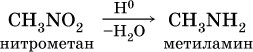 CH₃NO₂ H⁰ −H₂O → CH₃NH₂
нитрометан метиламин